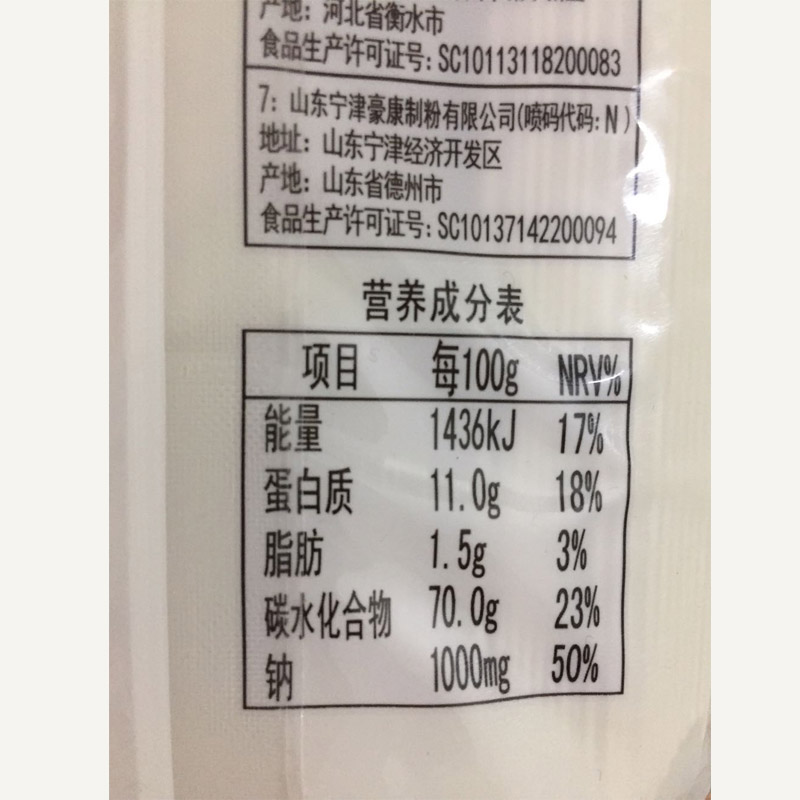 产地: 河北省衡水市
食品生产许可证号: SC10113118200083
7: 山东宁津豪康制粉有限公司(喷码代码: N)
地址: 山东宁津经济开发区
产地: 山东省德州市
食品生产许可证号: SC10137142200094
营养成分表
项目 每100g NRV%
能量 1436kJ 17%
蛋白质 11.0g 18%
脂肪 1.5g 3%
碳水化合物 70.0g 23%
钠 1000mg 50%